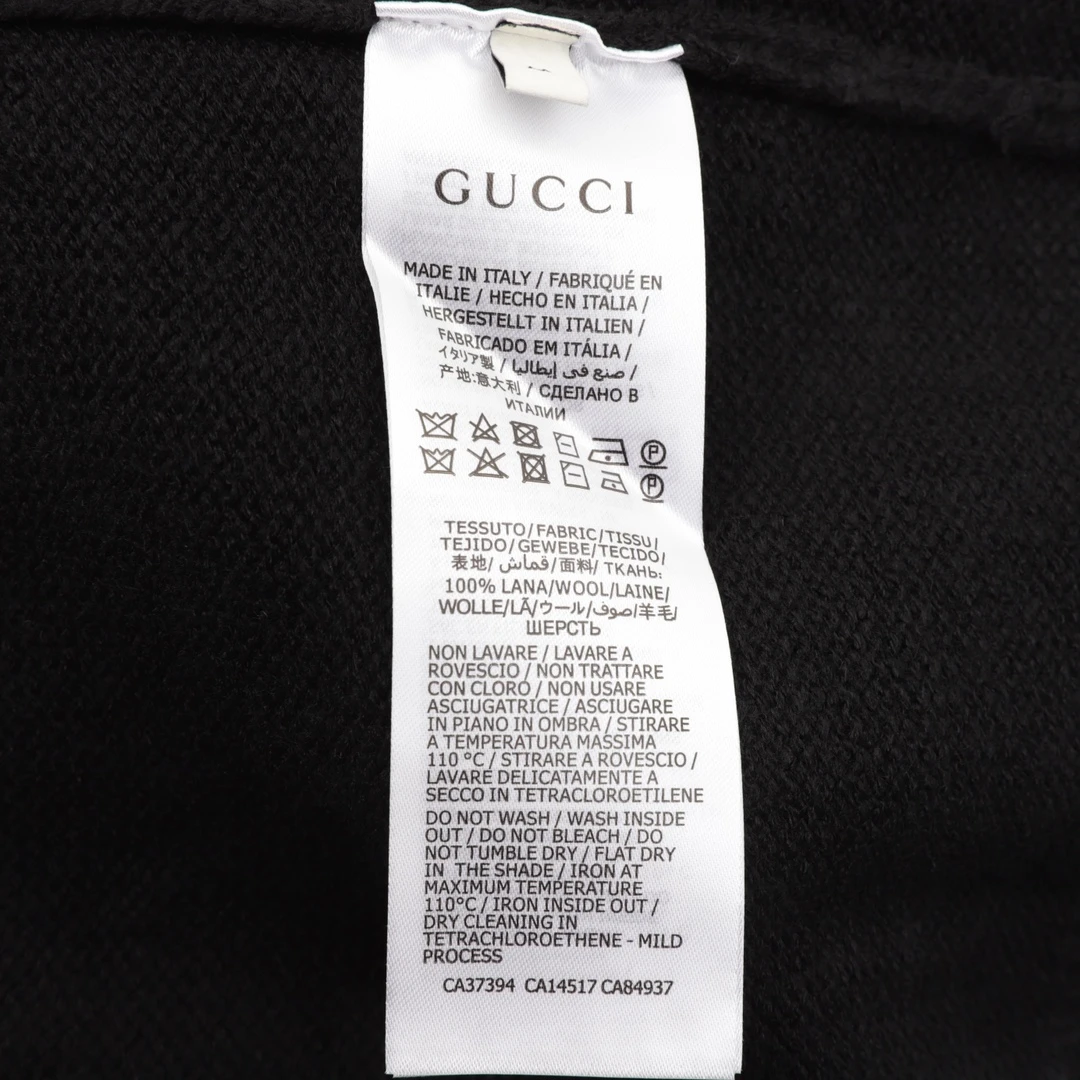 GUCCI
MADE IN ITALY / FABRIQUÉ EN
ITALIE / HECHO EN ITALIA /
HERGESTELLT IN ITALIEN /
FABRICADO EM ITÁLIA /
イタリア製 / صنع في إيطاليا /
产地:意大利 / СДЕЛАНО В
ИТАЛИИ
P
P
TESSUTO/FABRIC/TISSU/
TEJIDO/GEWEBE/TECIDO/
表地/ قماش/面料/ ТКАНЬ:
100% LANA/WOOL/LAINE/
WOLLE/LÃ/ウール/صوف/羊毛/
ШЕРСТЬ
NON LAVARE / LAVARE A
ROVESCIO / NON TRATTARE
CON CLORO / NON USARE
ASCIUGATRICE / ASCIUGARE
IN PIANO IN OMBRA / STIRARE
A TEMPERATURA MASSIMA
110 °C / STIRARE A ROVESCIO /
LAVARE DELICATAMENTE A
SECCO IN TETRACLOROETILENE
DO NOT WASH / WASH INSIDE
OUT / DO NOT BLEACH / DO
NOT TUMBLE DRY / FLAT DRY
IN THE SHADE / IRON AT
MAXIMUM TEMPERATURE
110°C / IRON INSIDE OUT /
DRY CLEANING IN
TETRACHLOROETHENE - MILD
PROCESS
CA37394 CA14517 CA84937